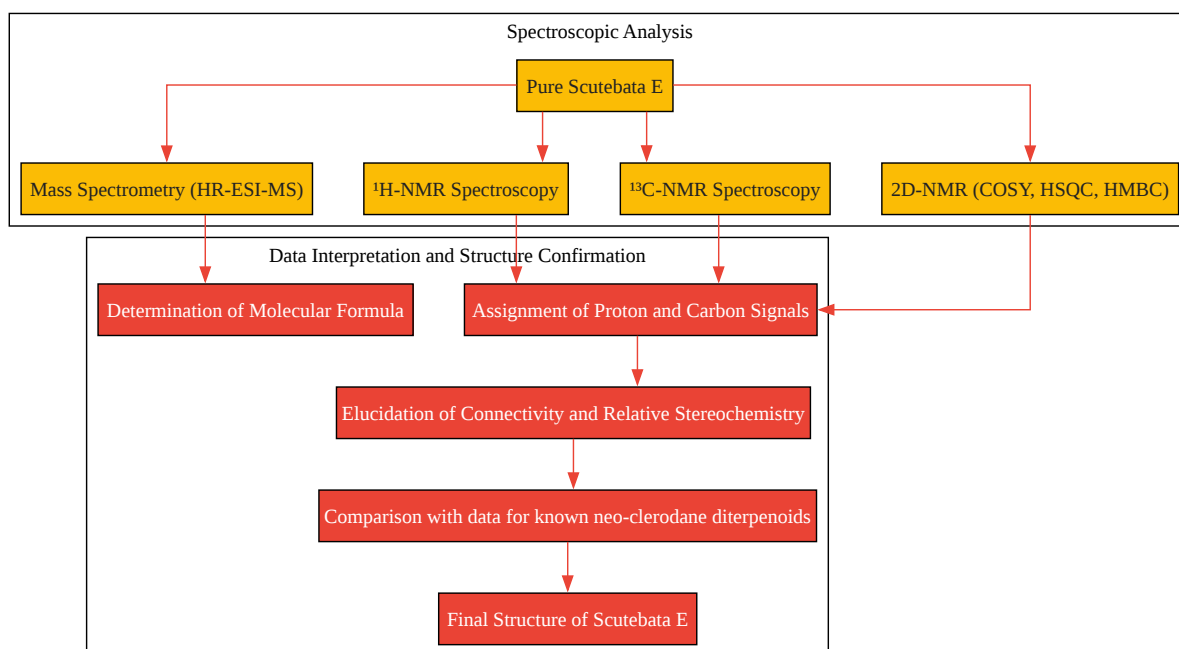 Spectroscopic Analysis
Pure Scutebata E
Mass Spectrometry (HR-ESI-MS)
¹H-NMR Spectroscopy
¹³C-NMR Spectroscopy
2D-NMR (COSY, HSQC, HMBC)
Data Interpretation and Structure Confirmation
Determination of Molecular Formula
Assignment of Proton and Carbon Signals
Elucidation of Connectivity and Relative Stereochemistry
Comparison with data for known neo-clerodane diterpenoids
Final Structure of Scutebata E